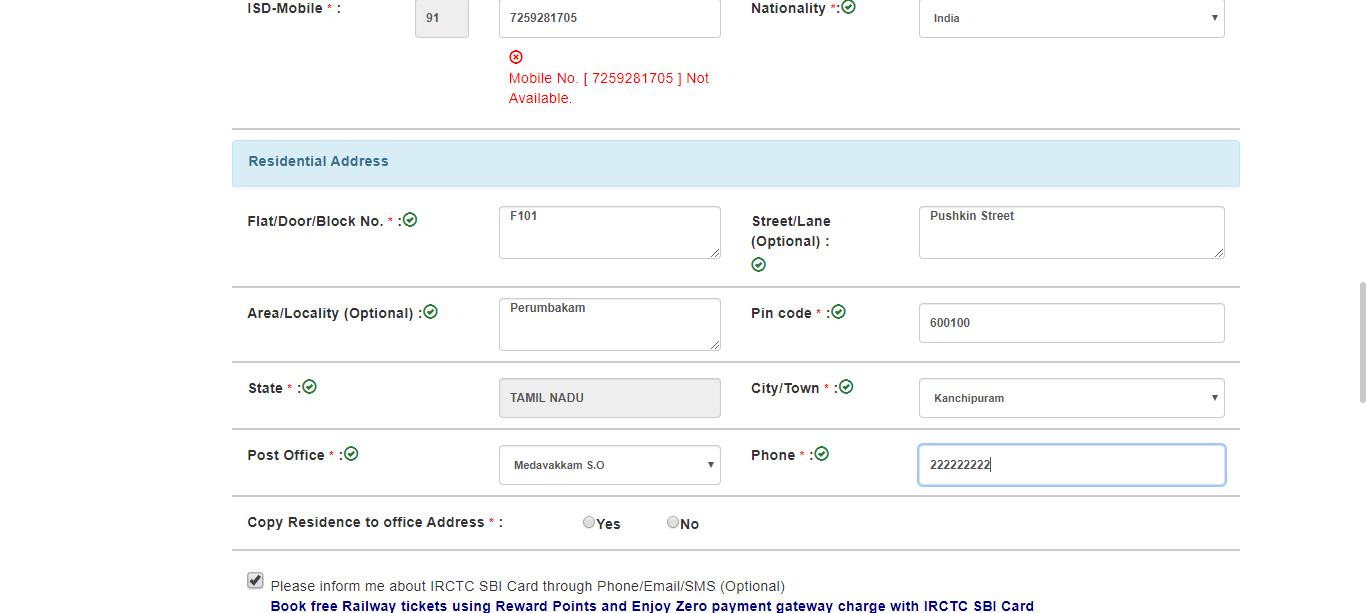 ISD-Mobile * :
91
7259281705
Nationality *:
India
Mobile No. [ 7259281705 ] Not
Available.
Residential Address
Flat/Door/Block No. * :
F101
Street/Lane
(Optional) :
Pushkin Street
Area/Locality (Optional) :
Perumbakam
Pin code * :
600100
State * :
TAMIL NADU
City/Town * :
Kanchipuram
Post Office * :
Medavakkam S.O
Phone * :
222222222
Copy Residence to office Address * :
Yes
No
Please inform me about IRCTC SBI Card through Phone/Email/SMS (Optional)
Book free Railway tickets using Reward Points and Enjoy Zero payment gateway charge with IRCTC SBI Card